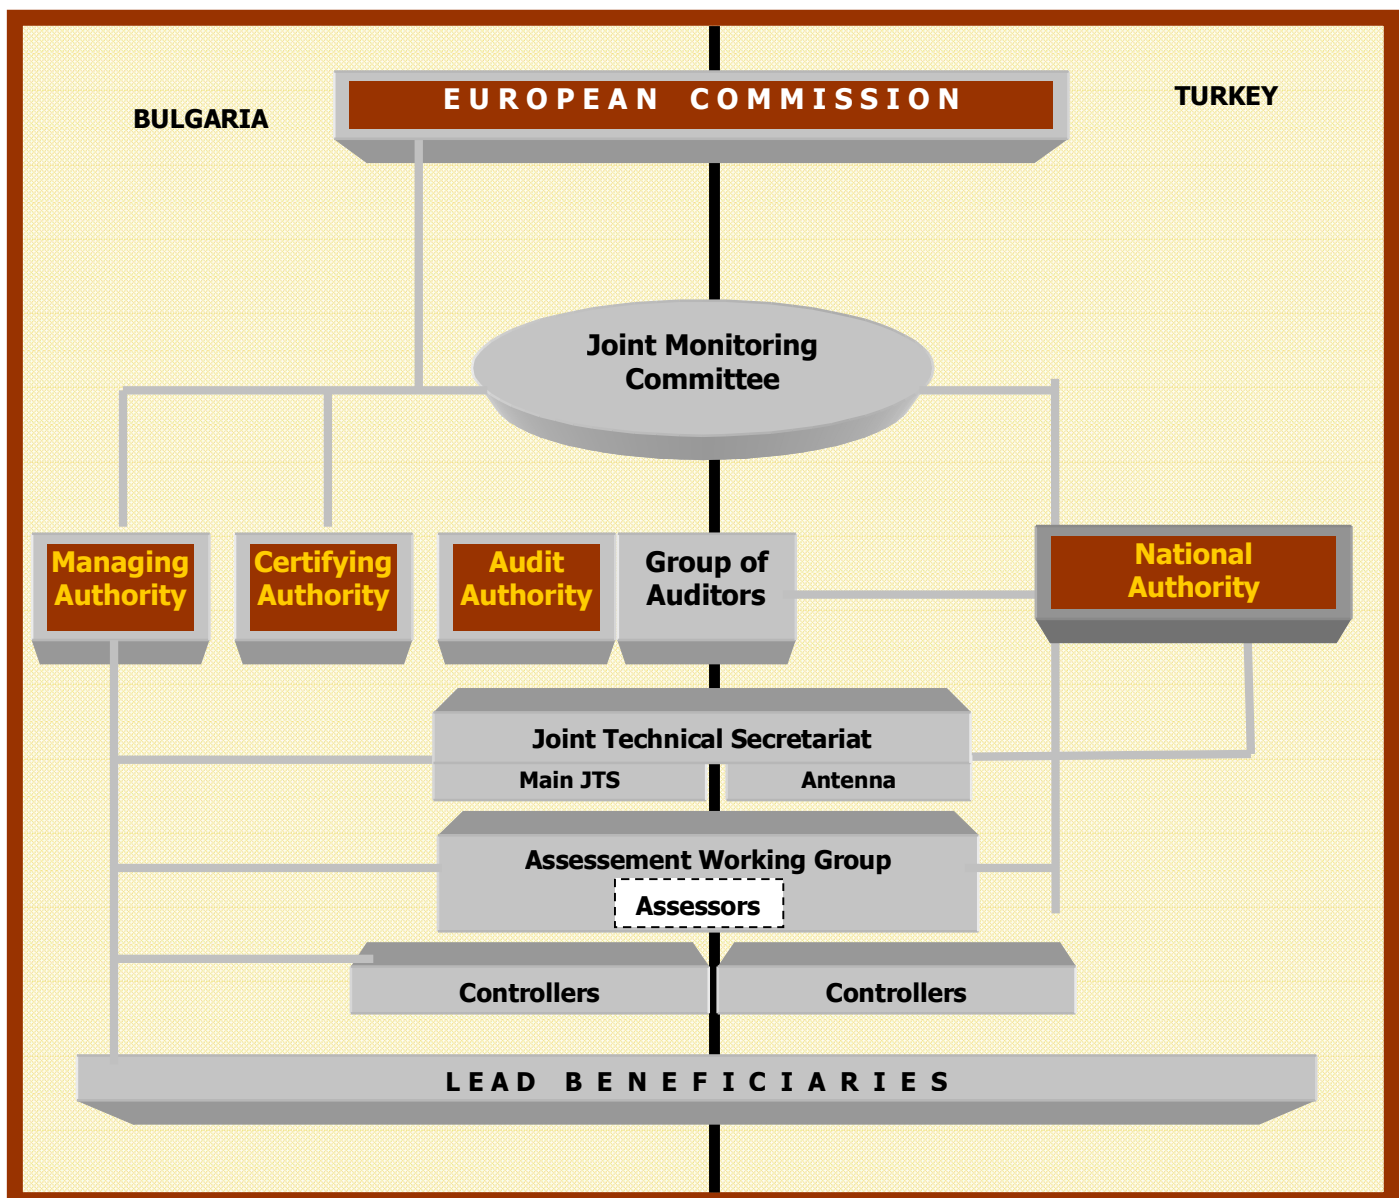 EUROPEAN COMMISSION
BULGARIA
TURKEY
Joint Monitoring
Committee
Managing
Authority
Certifying
Authority
Audit
Authority
Group of
Auditors
National
Authority
Joint Technical Secretariat
Main JTS
Antenna
Assessement Working Group
Assessors
Controllers
Controllers
LEAD BENEFICIARIES